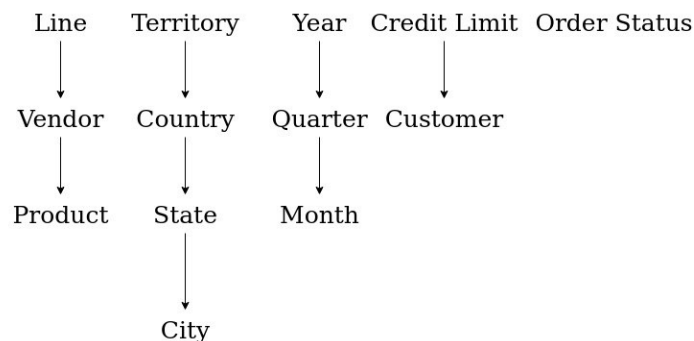 Line Territory Year Credit Limit Order Status
Vendor Country Quarter Customer
Product State Month
City